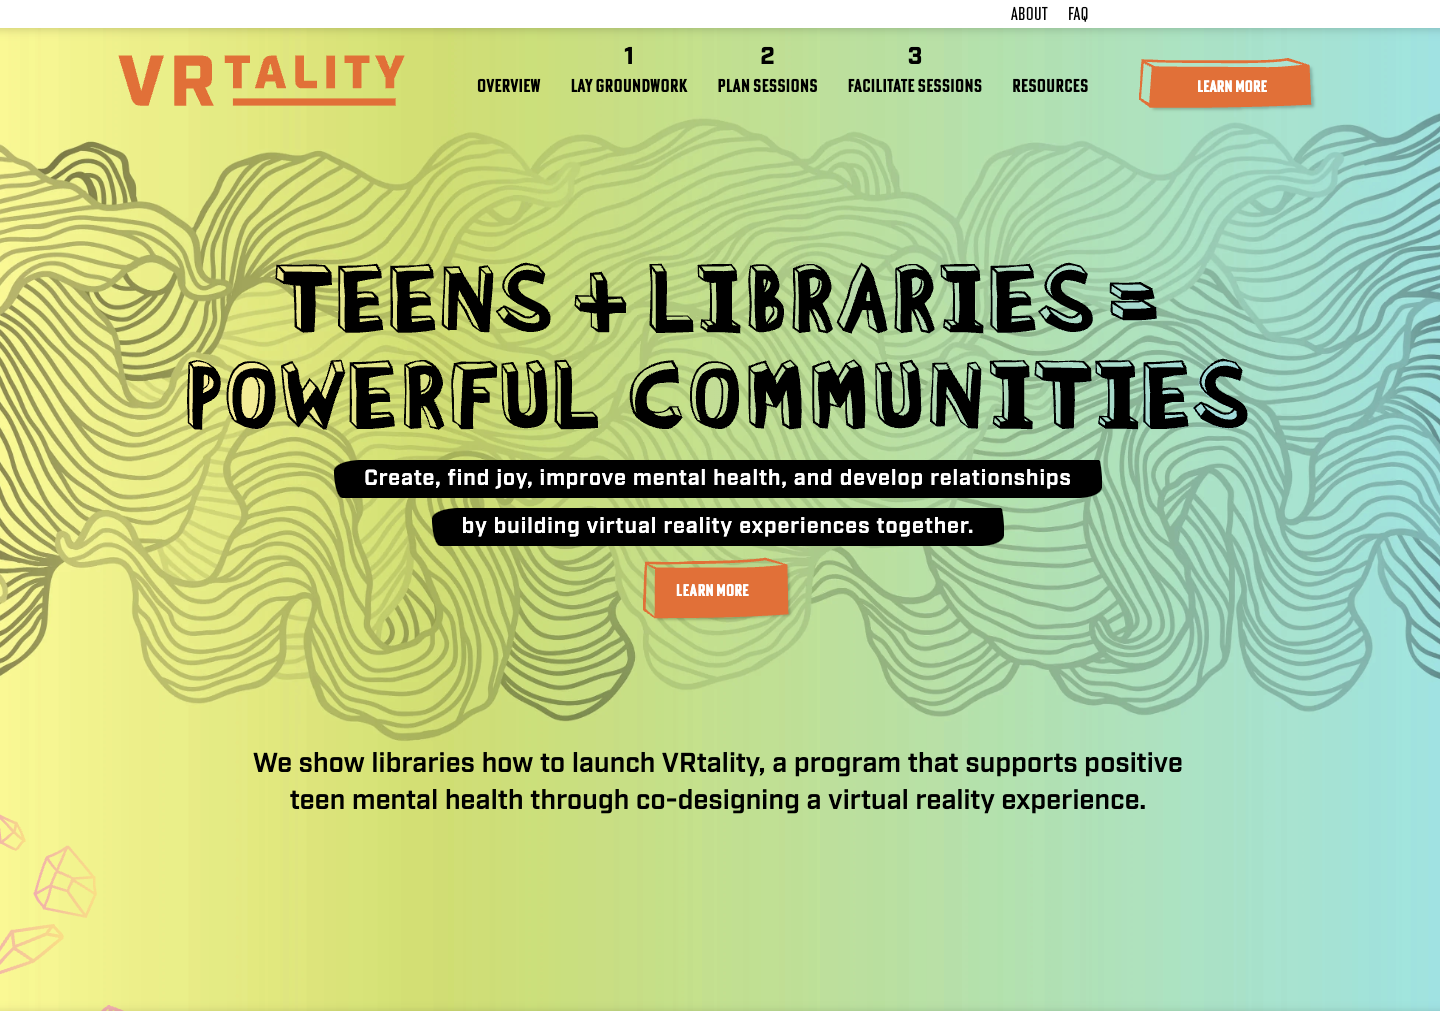 ABOUT FAQ
VRTALITY
1 2 3
OVERVIEW LAY GROUNDWORK PLAN SESSIONS FACILITATE SESSIONS RESOURCES LEARN MORE
TEENS + LIBRARIES =
POWERFUL COMMUNITIES
Create, find joy, improve mental health, and develop relationships
by building virtual reality experiences together.
LEARN MORE
We show libraries how to launch VRtality, a program that supports positive
teen mental health through co-designing a virtual reality experience.